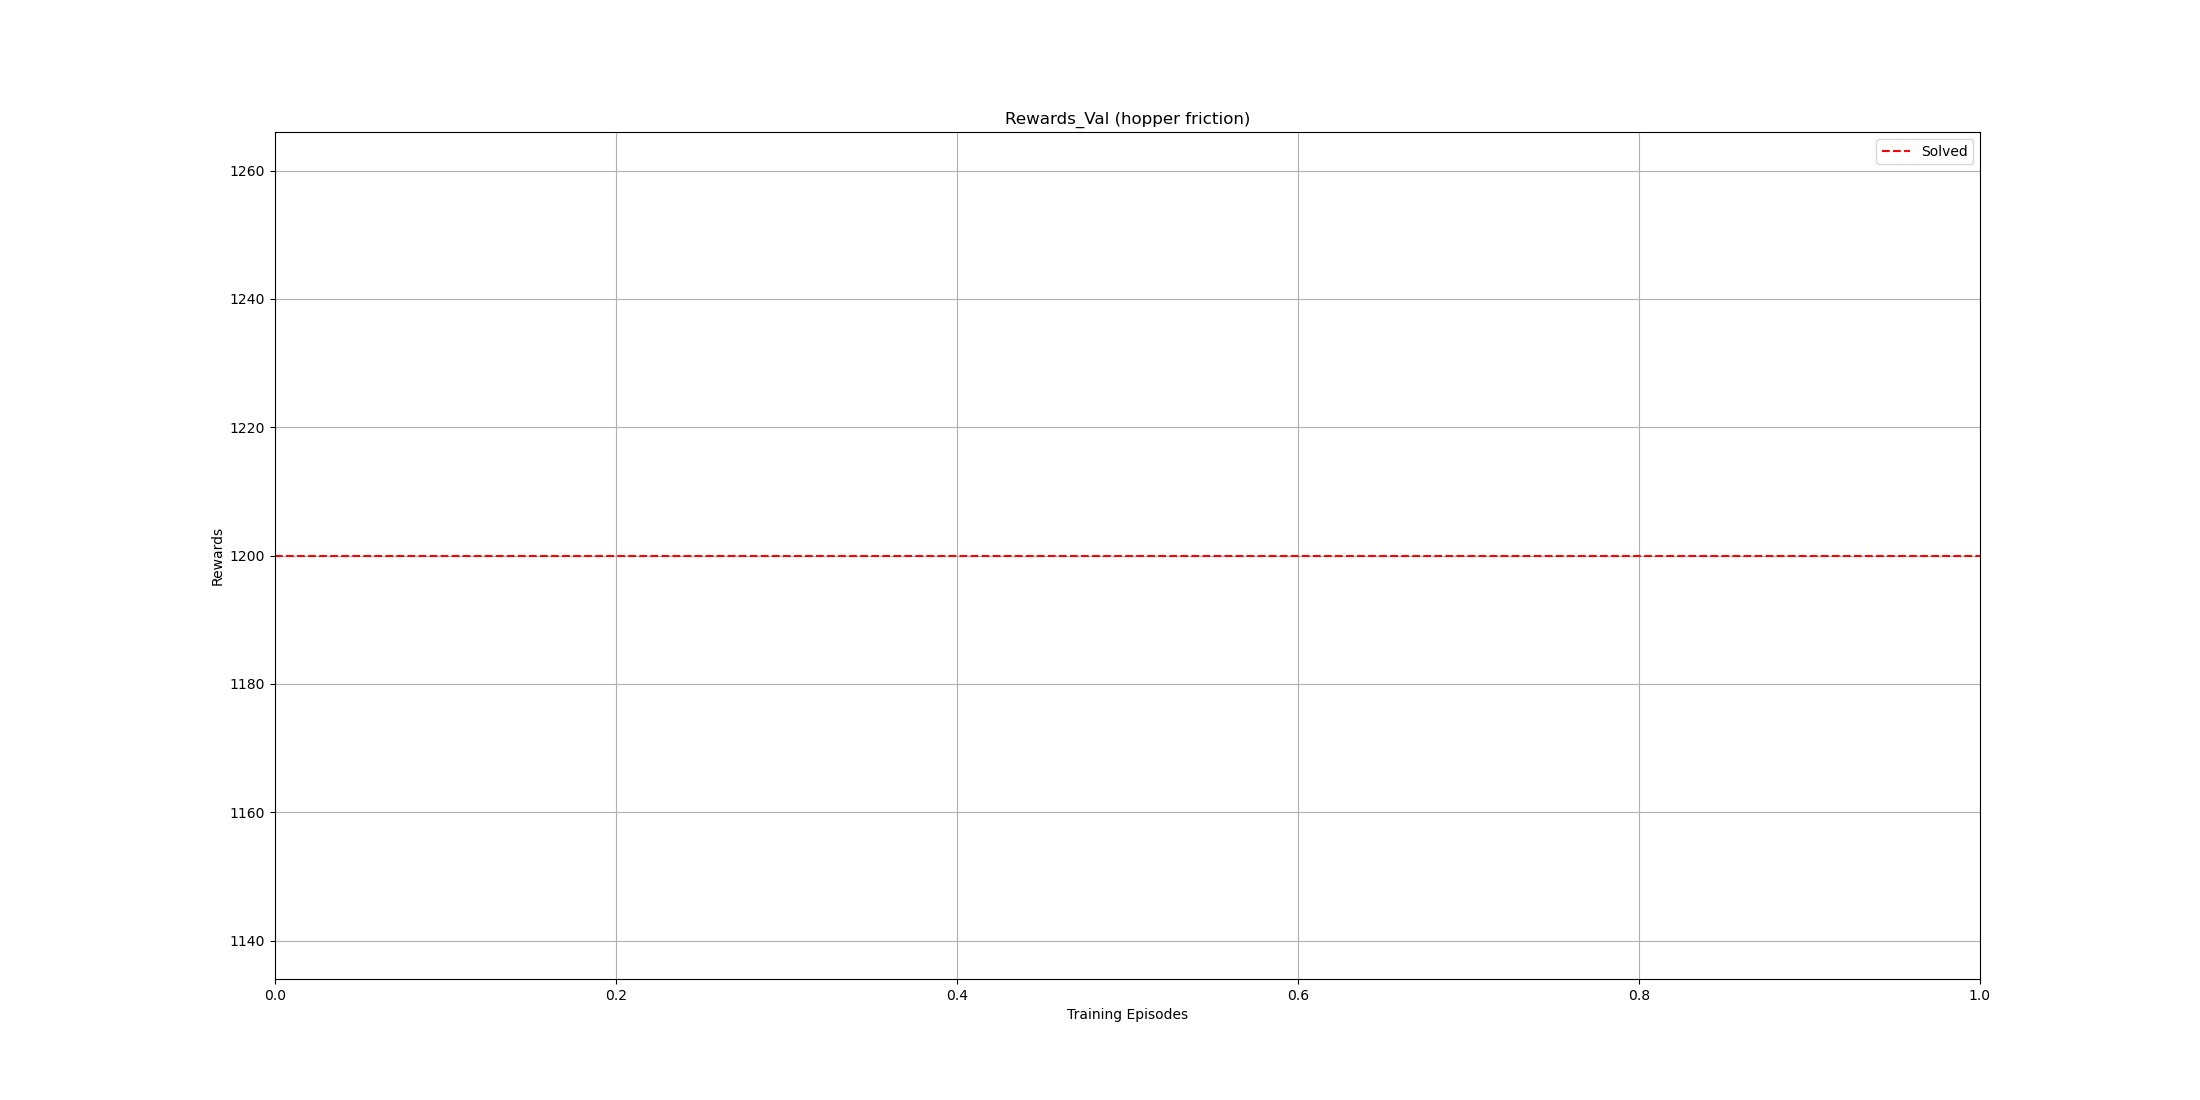 Rewards_Val (hopper friction)
Solved
1260
1240
1220
1200
1180
1160
1140
Rewards
0.0 0.2 0.4 0.6 0.8 1.0
Training Episodes